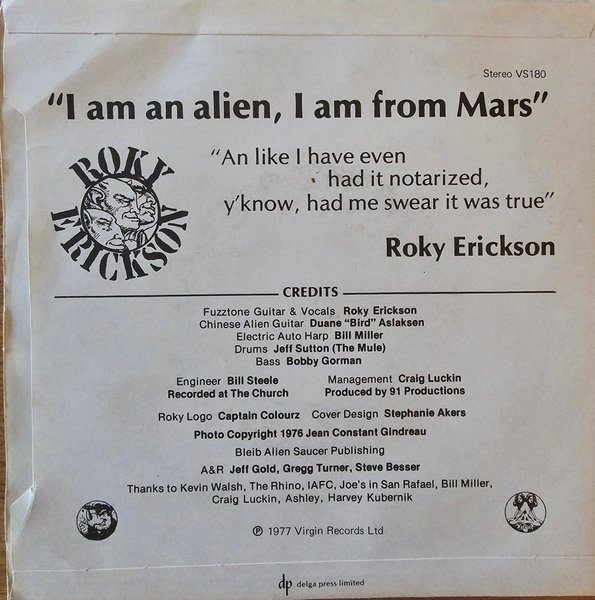 Stereo VS180
“I am an alien, I am from Mars”
ROKY
ERICKSON
“An like I have even
had it notarized,
y’know, had me swear it was true”
Roky Erickson
CREDITS
Fuzztone Guitar & Vocals Roky Erickson
Chinese Alien Guitar Duane “Bird” Aslaksen
Electric Auto Harp Bill Miller
Drums Jeff Sutton (The Mule)
Bass Bobby Gorman
Engineer Bill Steele Management Craig Luckin
Recorded at The Church Produced by 91 Productions
Roky Logo Captain Colourz Cover Design Stephanie Akers
Photo Copyright 1976 Jean Constant Gindreau
Bleib Alien Saucer Publishing
A&R Jeff Gold, Gregg Turner, Steve Besser
Thanks to Kevin Walsh, The Rhino, IAFC, Joe's in San Rafael, Bill Miller,
Craig Luckin, Ashley, Harvey Kubernik
℗ 1977 Virgin Records Ltd
dp delga press limited